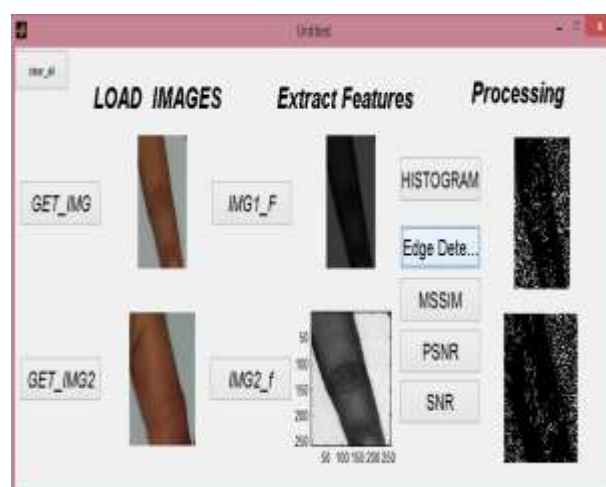 Untitled
clear_all
LOAD IMAGES Extract Features Processing
GET_IMG IMG1_F HISTOGRAM
Edge Dete...
MSSIM
GET_IMG2 IMG2_f PSNR
SNR
50
100
150
200
250
50 100 150 200 250